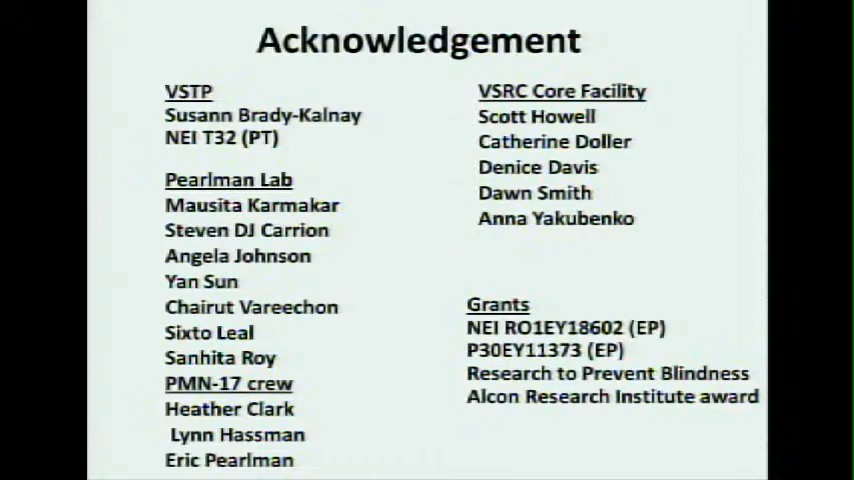 Acknowledgement
VSTP
Susann Brady-Kalnay
NEI T32 (PT)
Pearlman Lab
Mausita Karmakar
Steven DJ Carrion
Angela Johnson
Yan Sun
Chairut Vareechon
Sixto Leal
Sanhita Roy
PMN-17 crew
Heather Clark
Lynn Hassman
Eric Pearlman
VSRC Core Facility
Scott Howell
Catherine Doller
Denice Davis
Dawn Smith
Anna Yakubenko
Grants
NEI RO1EY18602 (EP)
P30EY11373 (EP)
Research to Prevent Blindness
Alcon Research Institute award